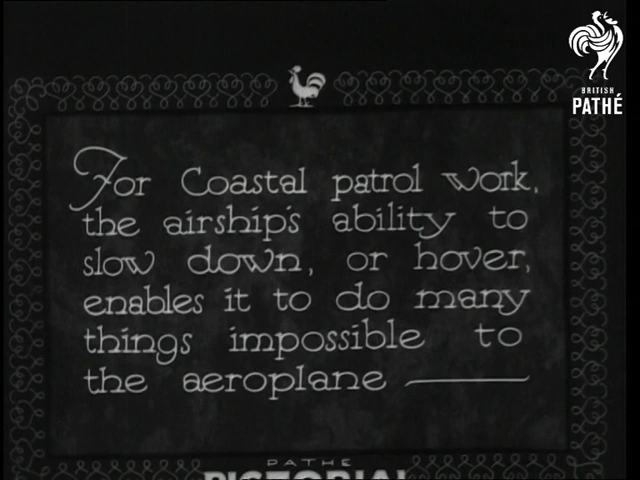 BRITISH
PATHÉ
For Coastal patrol work,
the airship's ability to
slow down, or hover,
enables it to do many
things impossible to
the aeroplane ———
PATHE
PICTORIAL